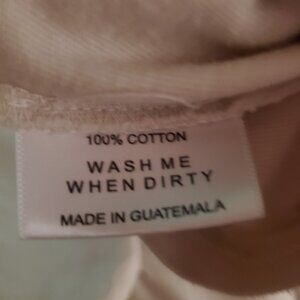 100% COTTON
WASH ME
WHEN DIRTY
MADE IN GUATEMALA